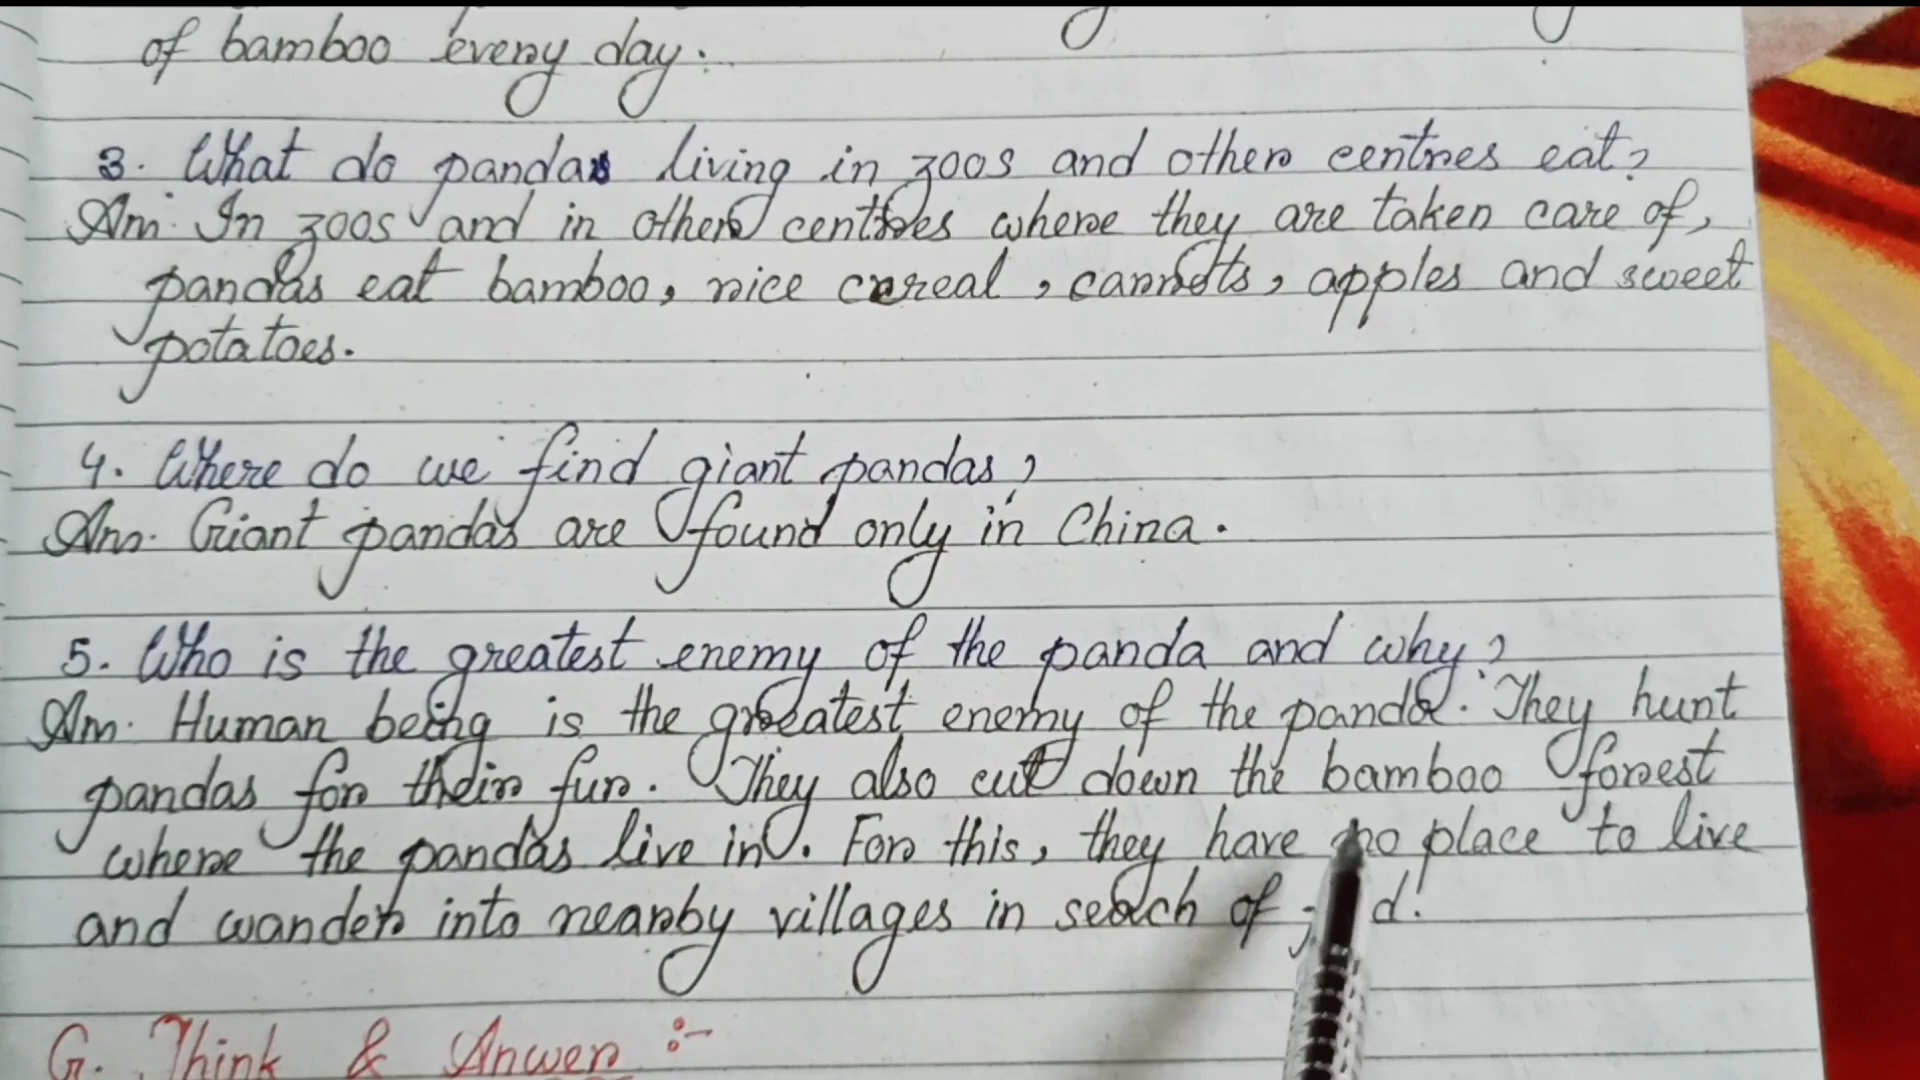 of bamboo every day.
3. What do pandas living in zoos and other centres eat?
Ans. In zoos and in other centres where they are taken care of,
pandas eat bamboo, rice cereal, carrots, apples and sweet
potatoes.
4. Where do we find giant pandas?
Ans. Giant pandas are found only in China.
5. Who is the greatest enemy of the panda and why?
Ans. Human being is the greatest enemy of the panda. They hunt
pandas for their fur. They also cut down the bamboo forest
where the pandas live in. For this, they have no place to live
and wander into nearby villages in seach of
G. Think & Anwer :-